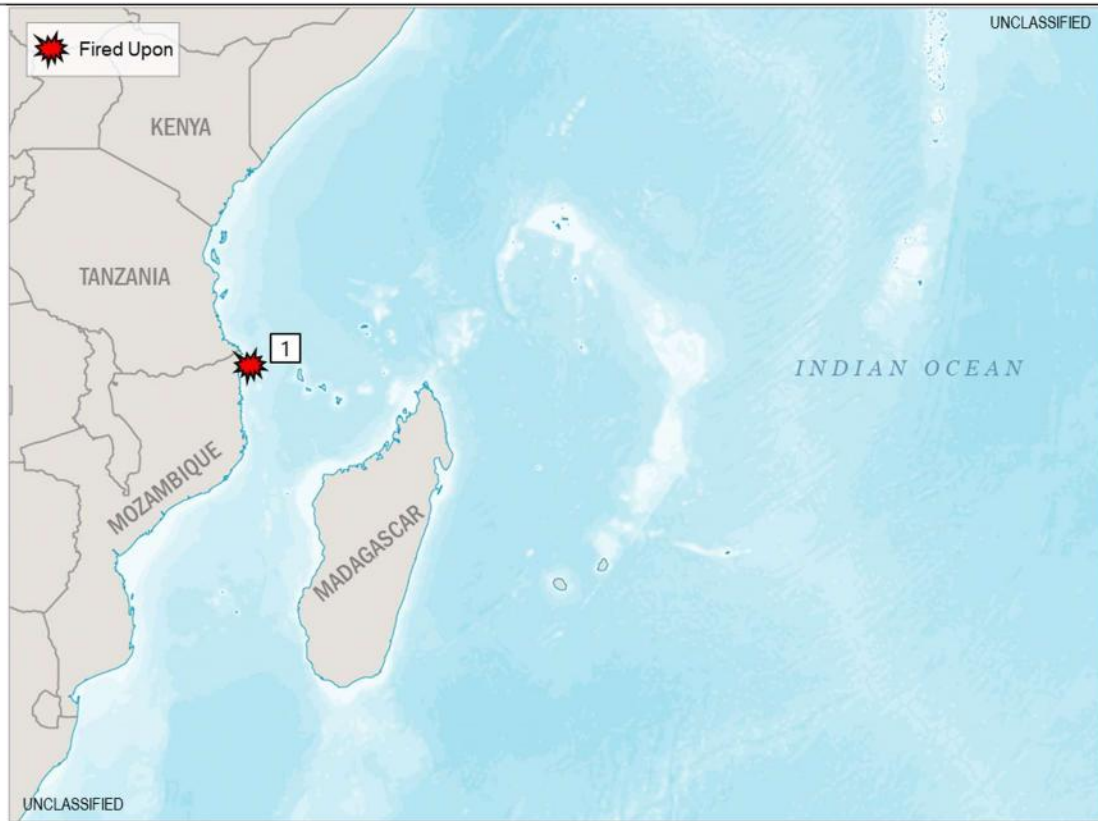 UNCLASSIFIED
Fired Upon
KENYA
TANZANIA
1
INDIAN OCEAN
MOZAMBIQUE
MADAGASCAR
UNCLASSIFIED